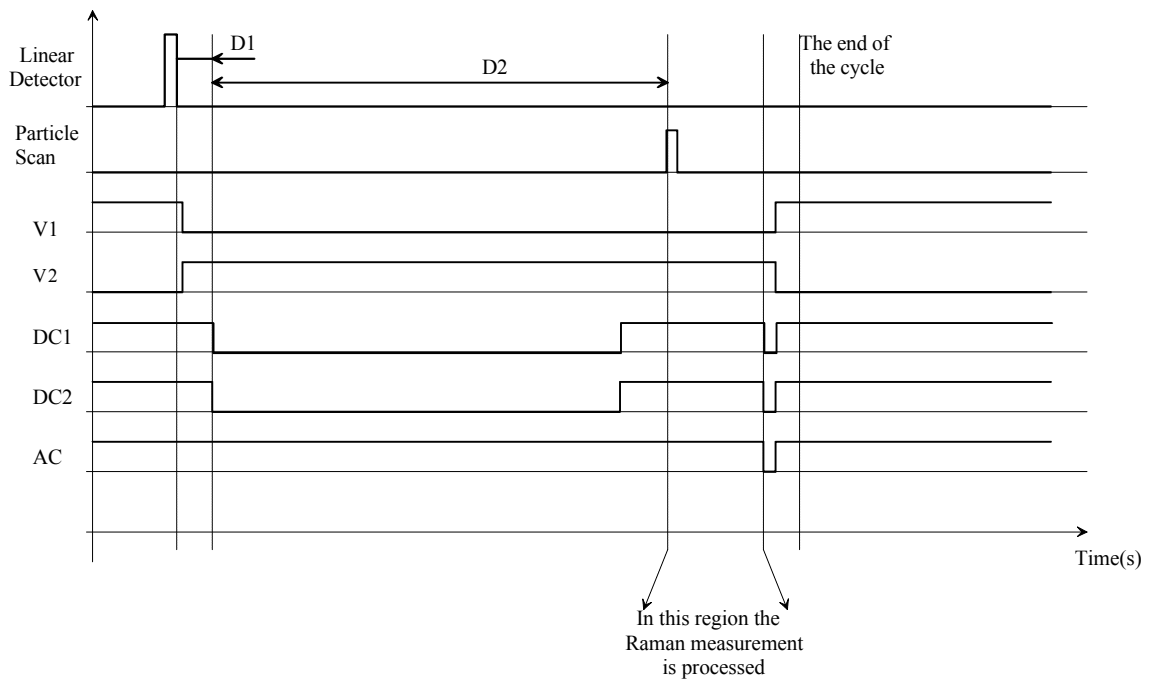 Linear
Detector
D1
D2
The end of
the cycle
Particle
Scan
V1
V2
DC1
DC2
AC
Time(s)
In this region the
Raman measurement
is processed